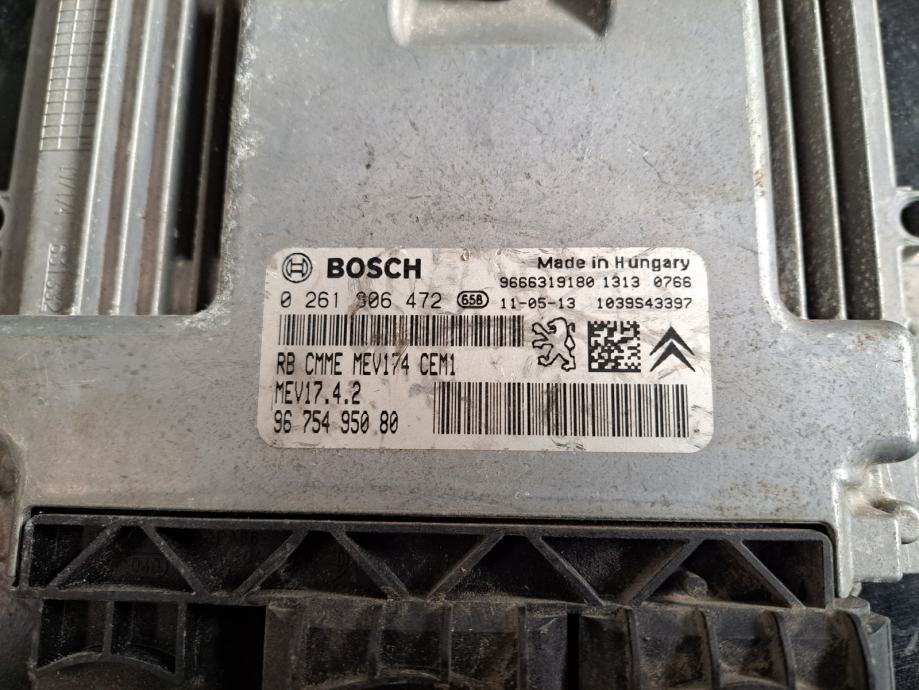 BOSCH
Made in Hungary
9666319180 1313 0766
0 261 S06 472 658 11-05-13 1039S43397
RB CMME MEV174 CEM1
MEV17.4.2
96 754 950 80